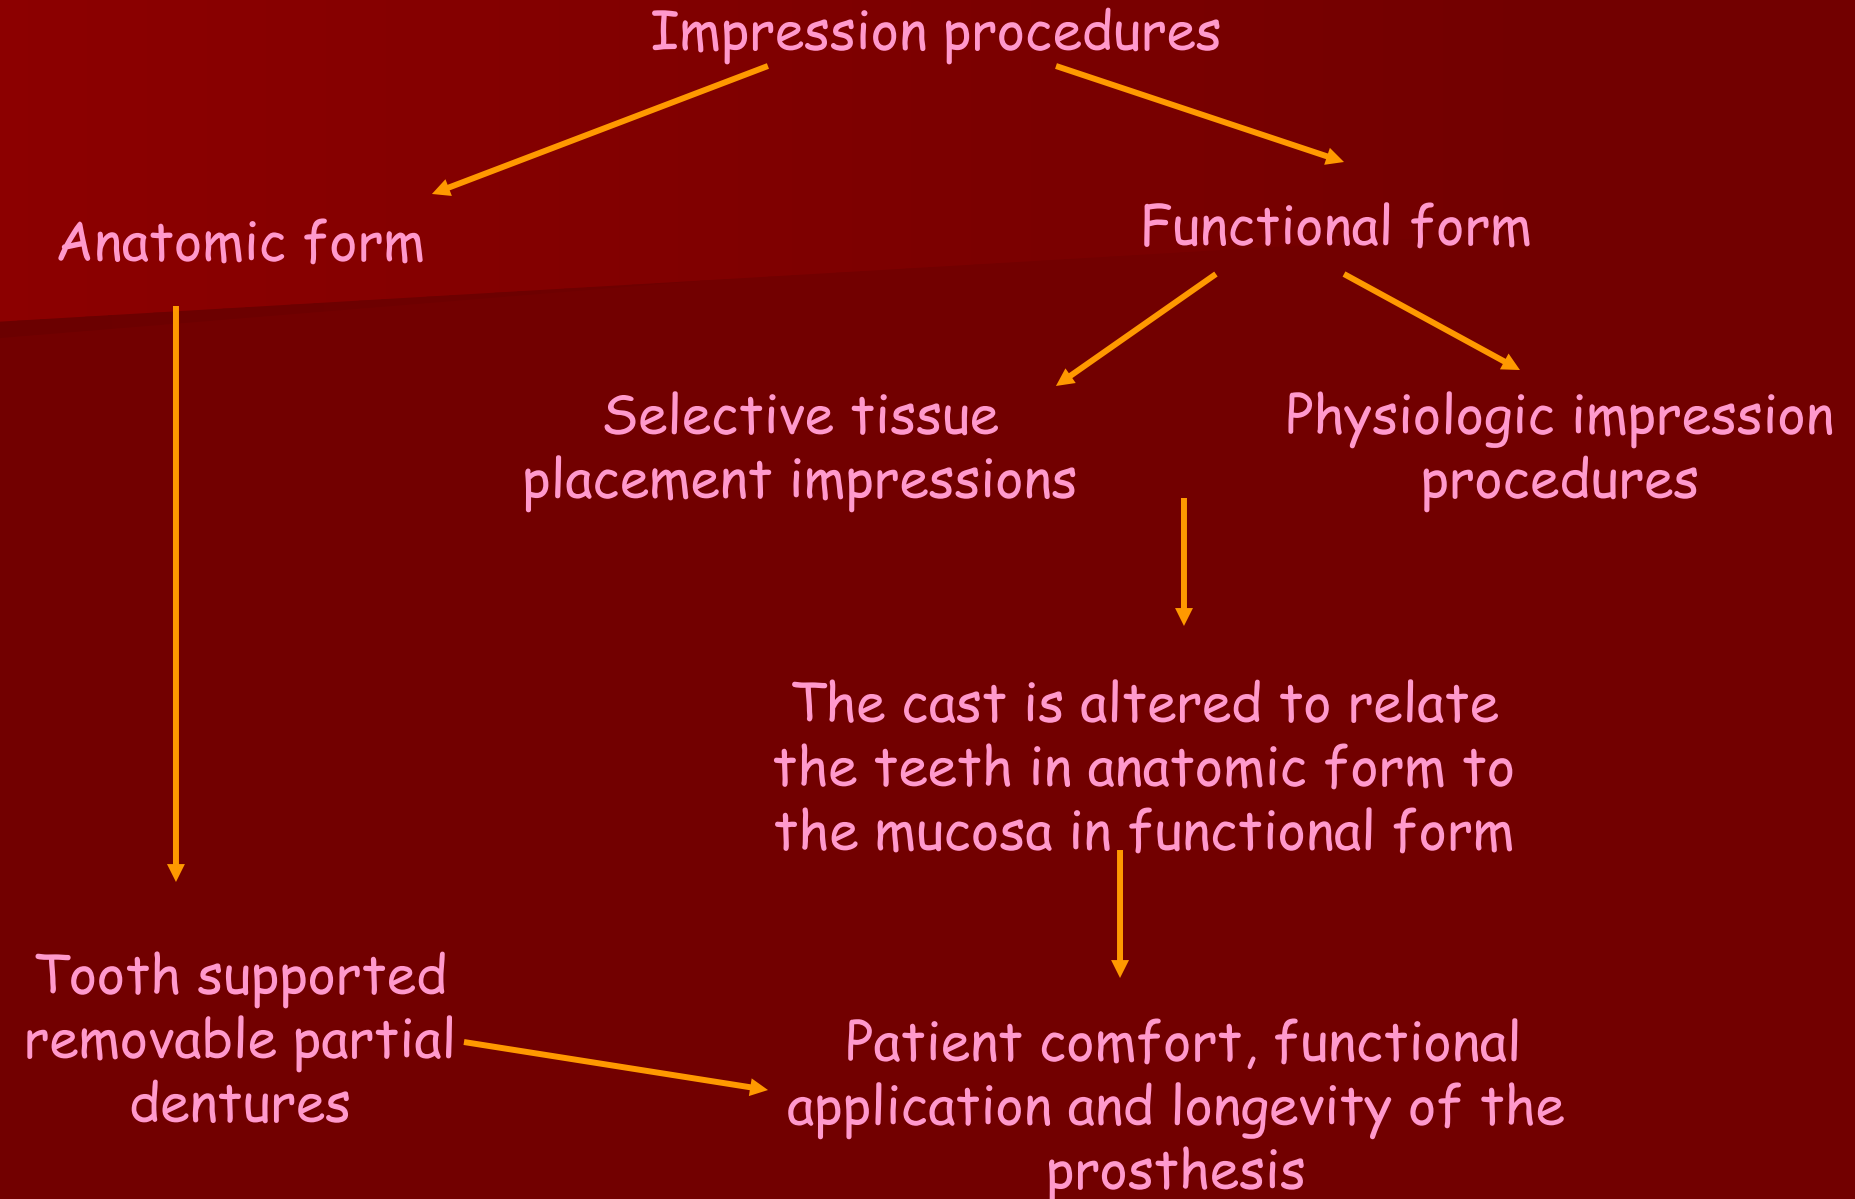 Impression procedures
Anatomic form
Functional form
Selective tissue
placement impressions
Physiologic impression
procedures
The cast is altered to relate
the teeth in anatomic form to
the mucosa in functional form
Tooth supported
removable partial
dentures
Patient comfort, functional
application and longevity of the
prosthesis